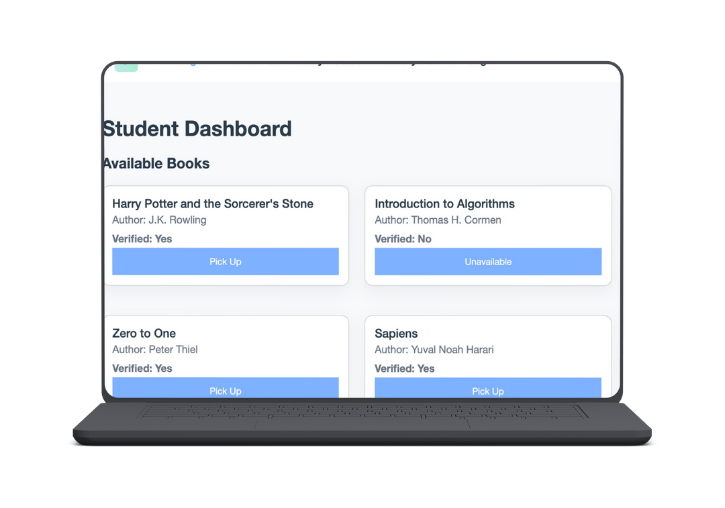 Student Dashboard
Available Books
Harry Potter and the Sorcerer's Stone
Author: J.K. Rowling
Verified: Yes
Pick Up
Introduction to Algorithms
Author: Thomas H. Cormen
Verified: No
Unavailable
Zero to One
Author: Peter Thiel
Verified: Yes
Pick Up
Sapiens
Author: Yuval Noah Harari
Verified: Yes
Pick Up